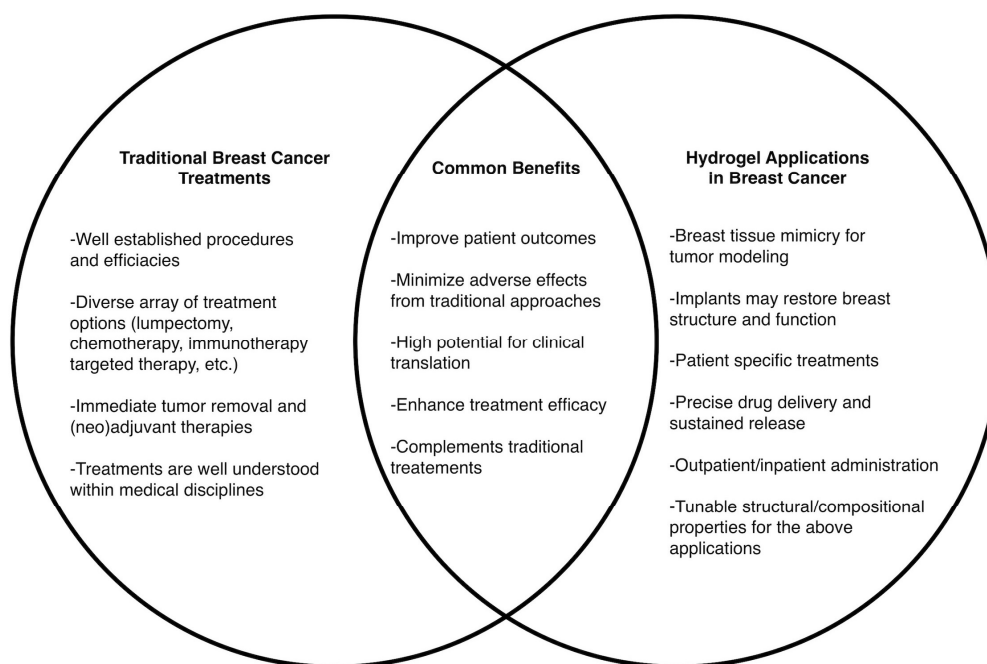 Traditional Breast Cancer
Treatments
-Well established procedures
and efficiacies
-Diverse array of treatment
options (lumpectomy,
chemotherapy, immunotherapy
targeted therapy, etc.)
-Immediate tumor removal and
(neo)adjuvant therapies
-Treatments are well understood
within medical disciplines
Common Benefits
-Improve patient outcomes
-Minimize adverse effects
from traditional approaches
-High potential for clinical
translation
-Enhance treatment efficacy
-Complements traditional
treatements
Hydrogel Applications
in Breast Cancer
-Breast tissue mimicry for
tumor modeling
-Implants may restore breast
structure and function
-Patient specific treatments
-Precise drug delivery and
sustained release
-Outpatient/inpatient administration
-Tunable structural/compositional
properties for the above
applications